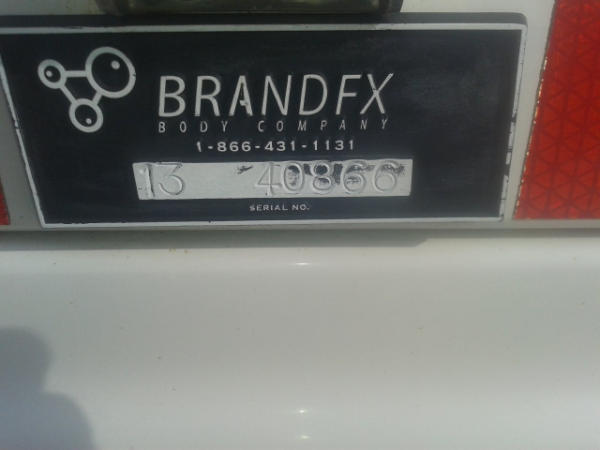 BRANDFX
BODY COMPANY
1-866-431-1131
13 40866
SERIAL NO.